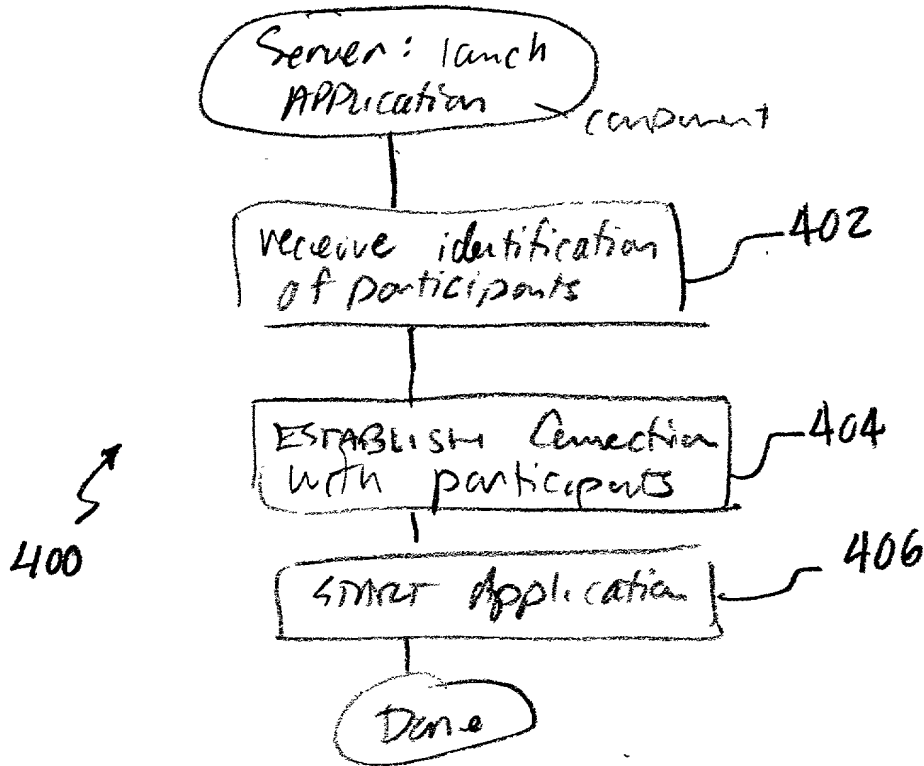 Server: lanch
APPlication
component
receive identification
of participants
402
ESTABLISH Connection
with participants
404
400
START Application
406
Done